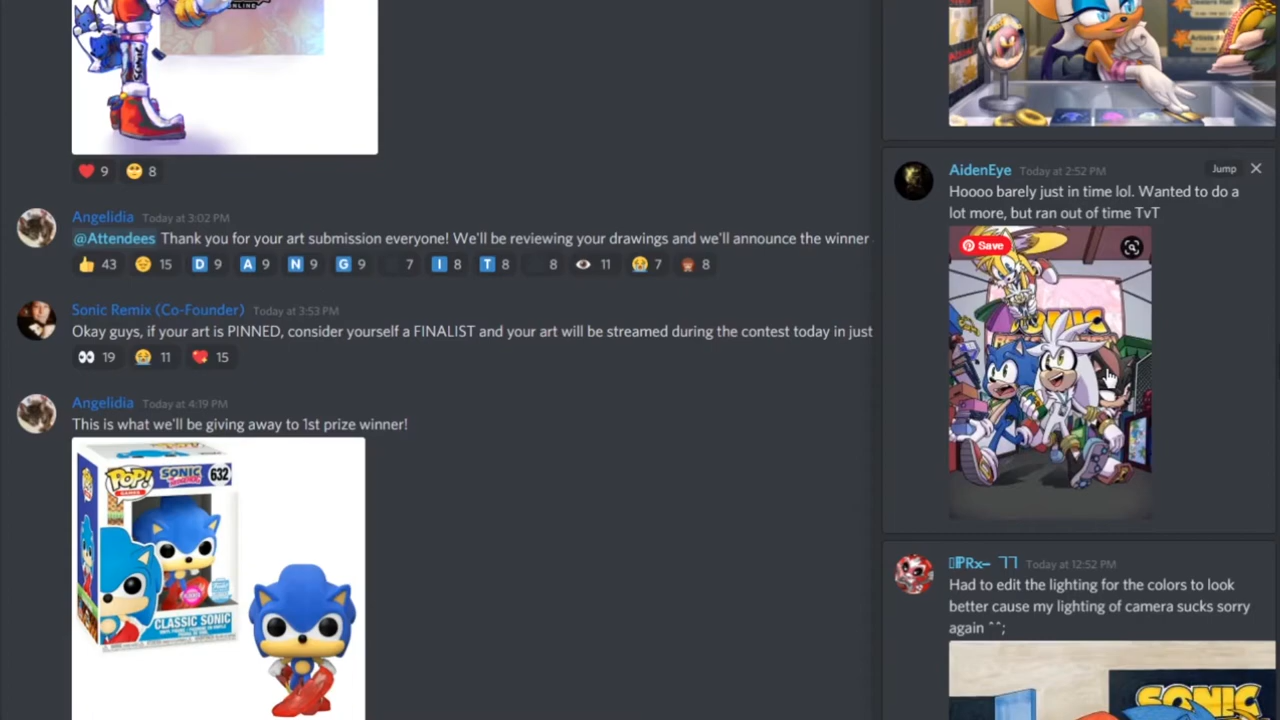 ONLINE
9
8
Angelidia Today at 3:02 PM
@Attendees Thank you for your art submission everyone! We'll be reviewing your drawings and we'll announce the winner
43 15 D 9 A 9 N 9 G 9 7 I 8 T 8 8 11 7 8
Sonic Remix (Co-Founder) Today at 3:53 PM
Okay guys, if your art is PINNED, consider yourself a FINALIST and your art will be streamed during the contest today in just
19 11 15
Angelidia Today at 4:19 PM
This is what we'll be giving away to 1st prize winner!
POP!
GAMES
SONIC
632
CLASSIC SONIC
AidenEye Today at 2:52 PM Jump
Hoooo barely just in time lol. Wanted to do a
lot more, but ran out of time TvT
Save
SONIC
Today at 12:52 PM
Had to edit the lighting for the colors to look
better cause my lighting of camera sucks sorry
again ^^;
SONIC